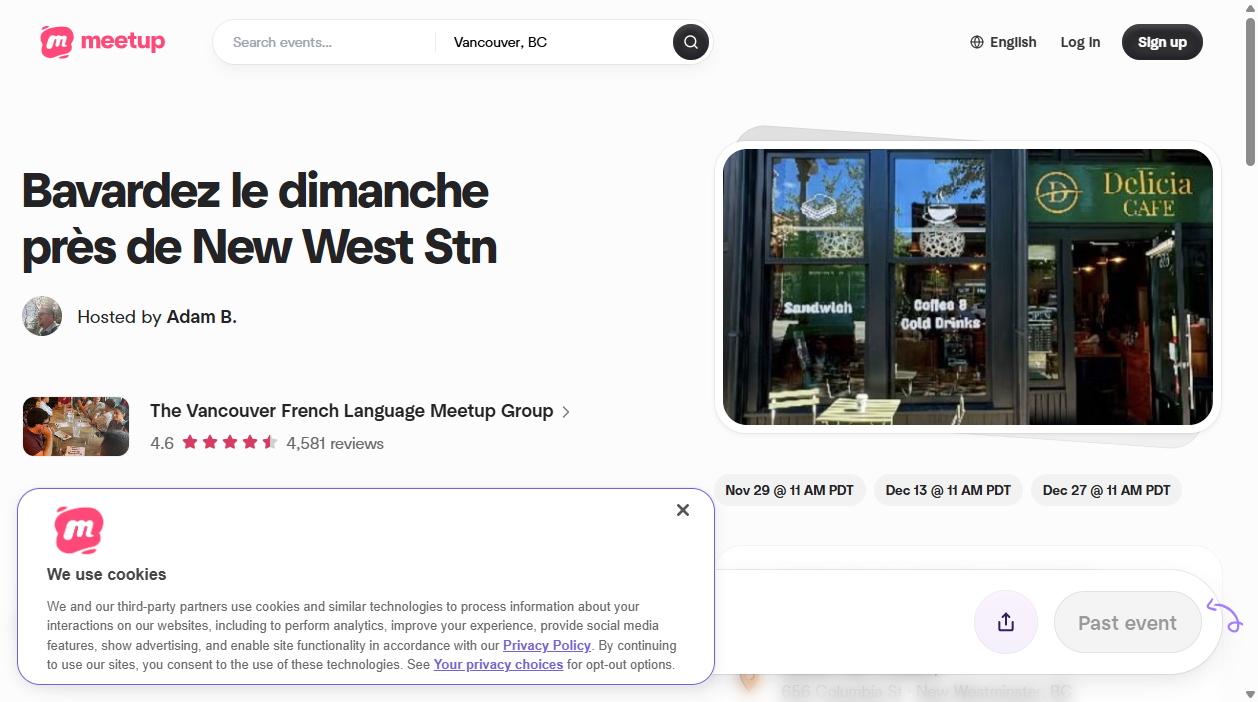 meetup
Search events...
Vancouver, BC
English
Log in
Sign up
Bavardez le dimanche
près de New West Stn
Hosted by Adam B.
The Vancouver French Language Meetup Group
4.6
4,581 reviews
Delicia
CAFE
Sandwich
Coffee &
Cold Drinks
Nov 29 @ 11 AM PDT
Dec 13 @ 11 AM PDT
Dec 27 @ 11 AM PDT
We use cookies
We and our third-party partners use cookies and similar technologies to process information about your
interactions on our websites, including to perform analytics, improve your experience, provide social media
features, show advertising, and enable site functionality in accordance with our Privacy Policy. By continuing
to use our sites, you consent to the use of these technologies. See Your privacy choices for opt-out options.
Past event
656 Columbia St · New Westminster, BC